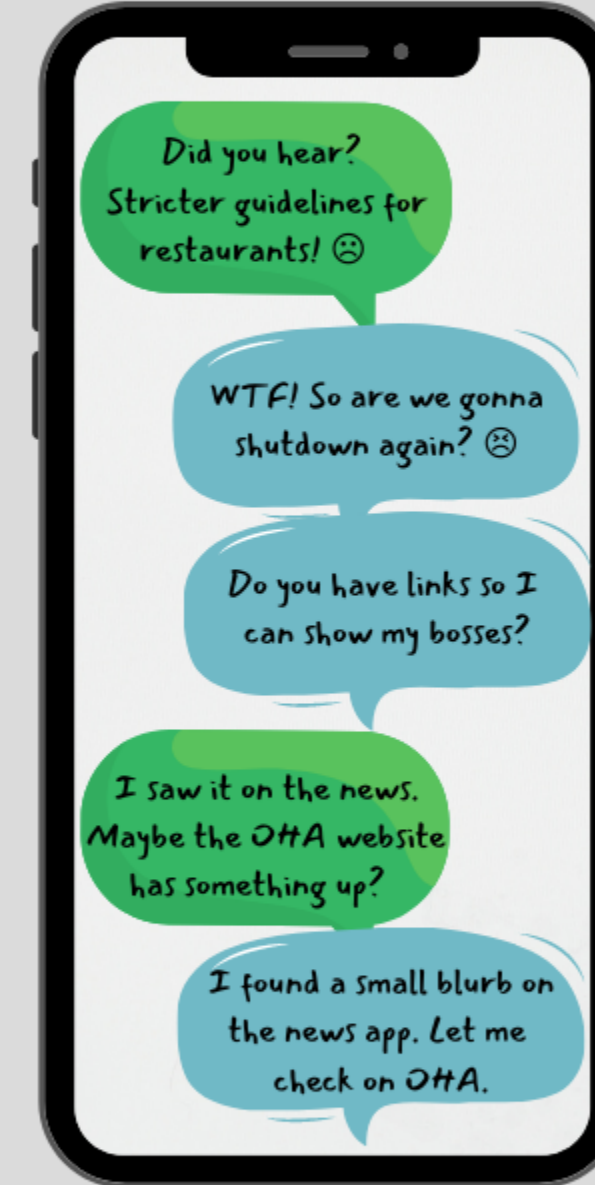 Did you hear?
Stricter guidelines for
restaurants! ☹
WTF! So are we gonna
shutdown again? 😣
Do you have links so I
can show my bosses?
I saw it on the news.
Maybe the OHA website
has something up?
I found a small blurb on
the news app. Let me
check on OHA.